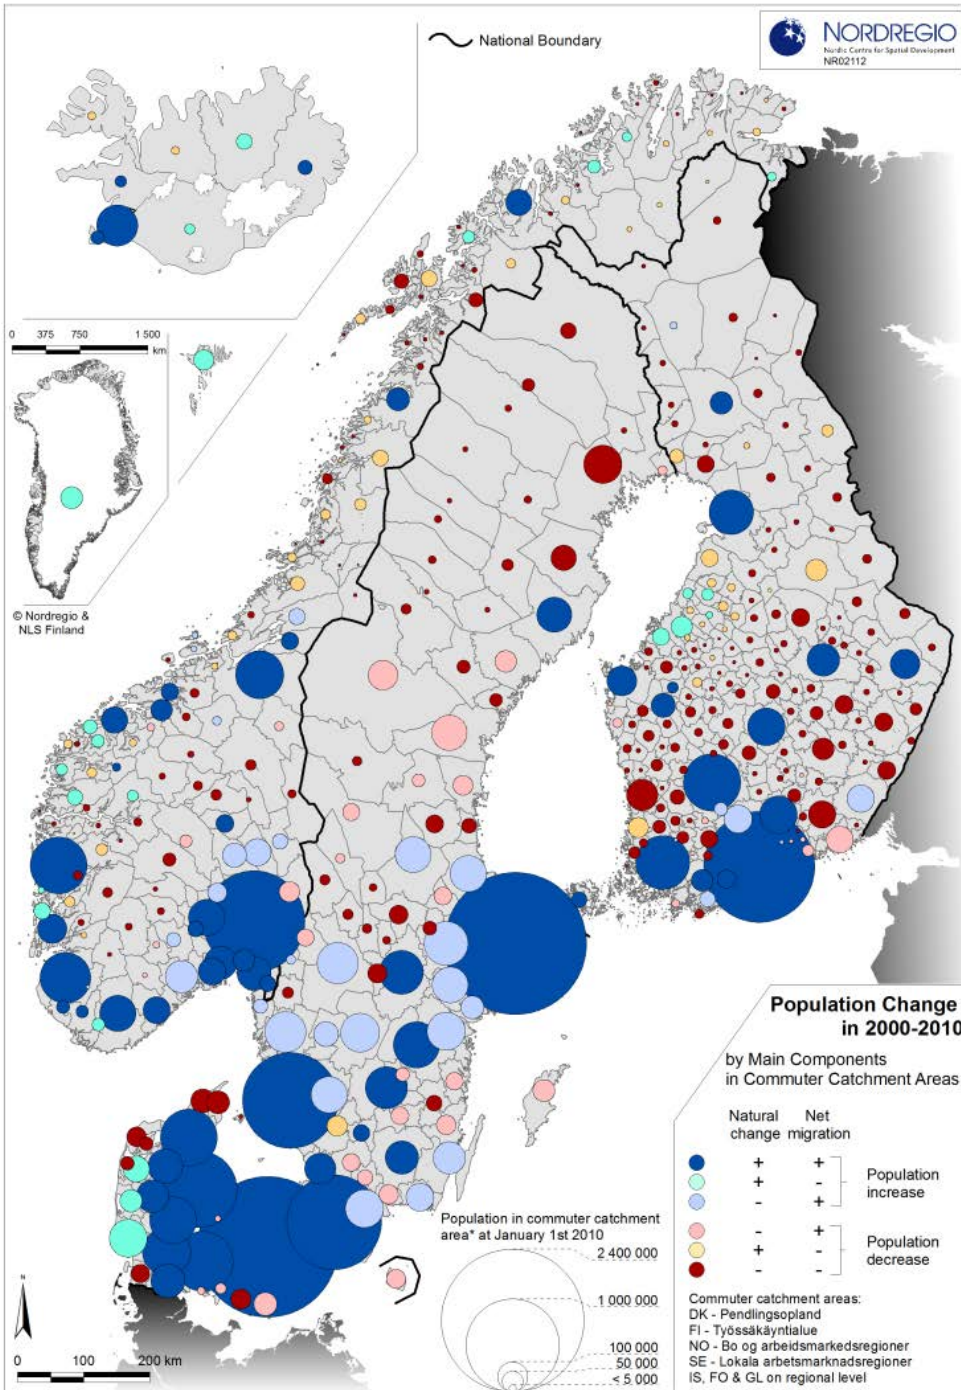 National Boundary
NORDREGIO
Nordic Centre for Spatial Development
NR02112
0 375 750 1 500
km
© Nordregio &
NLS Finland
Population Change
in 2000-2010
by Main Components
in Commuter Catchment Areas
Natural change
Net migration
+ +
+ -
- +
Population increase
- +
+ -
- -
Population decrease
Population in commuter catchment
area* at January 1st 2010
2 400 000
1 000 000
100 000
50 000
< 5 000
Commuter catchment areas:
DK - Pendlingsopland
FI - Työssäkäyntialue
NO - Bo og arbeidsmarkedsregioner
SE - Lokala arbetsmarknadsregioner
IS, FO & GL on regional level
N
0 100 200 km